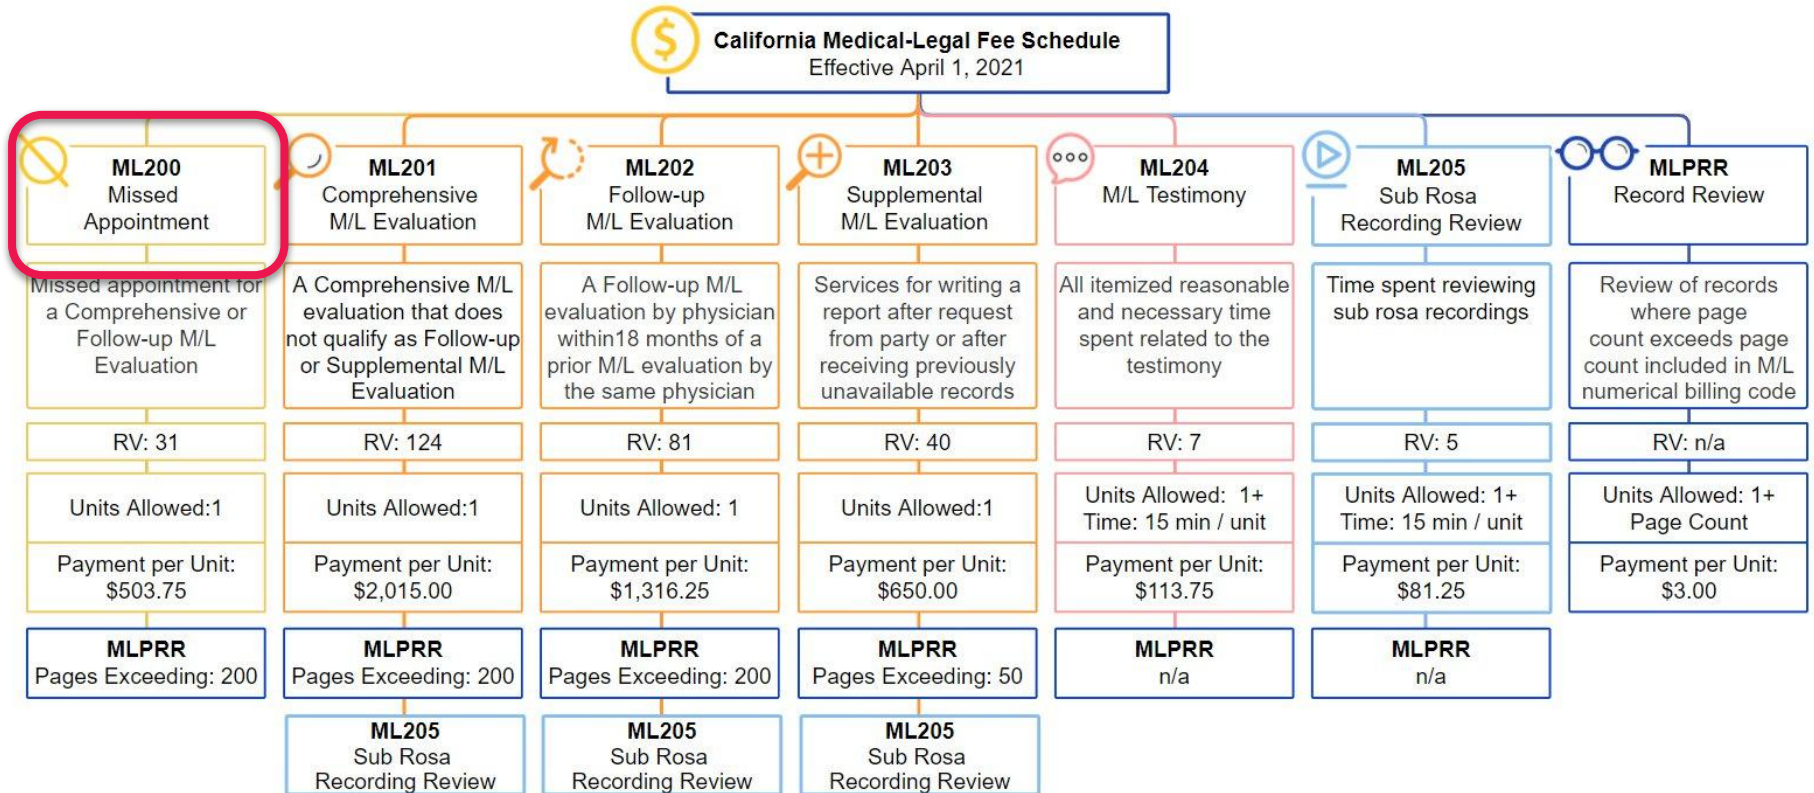 California Medical-Legal Fee Schedule
Effective April 1, 2021
ML200
Missed
Appointment
Missed appointment for
a Comprehensive or
Follow-up M/L
Evaluation
RV: 31
Units Allowed:1
Payment per Unit:
$503.75
MLPRR
Pages Exceeding: 200
ML201
Comprehensive
M/L Evaluation
A Comprehensive M/L
evaluation that does
not qualify as Follow-up
or Supplemental M/L
Evaluation
RV: 124
Units Allowed:1
Payment per Unit:
$2,015.00
MLPRR
Pages Exceeding: 200
ML205
Sub Rosa
Recording Review
ML202
Follow-up
M/L Evaluation
A Follow-up M/L
evaluation by physician
within18 months of a
prior M/L evaluation by
the same physician
RV: 81
Units Allowed: 1
Payment per Unit:
$1,316.25
MLPRR
Pages Exceeding: 200
ML205
Sub Rosa
Recording Review
ML203
Supplemental
M/L Evaluation
Services for writing a
report after request
from party or after
receiving previously
unavailable records
RV: 40
Units Allowed:1
Payment per Unit:
$650.00
MLPRR
Pages Exceeding: 50
ML205
Sub Rosa
Recording Review
ML204
M/L Testimony
All itemized reasonable
and necessary time
spent related to the
testimony
RV: 7
Units Allowed: 1+
Time: 15 min / unit
Payment per Unit:
$113.75
MLPRR
n/a
ML205
Sub Rosa
Recording Review
Time spent reviewing
sub rosa recordings
RV: 5
Units Allowed: 1+
Time: 15 min / unit
Payment per Unit:
$81.25
MLPRR
n/a
MLPRR
Record Review
Review of records
where page
count exceeds page
count included in M/L
numerical billing code
RV: n/a
Units Allowed: 1+
Page Count
Payment per Unit:
$3.00